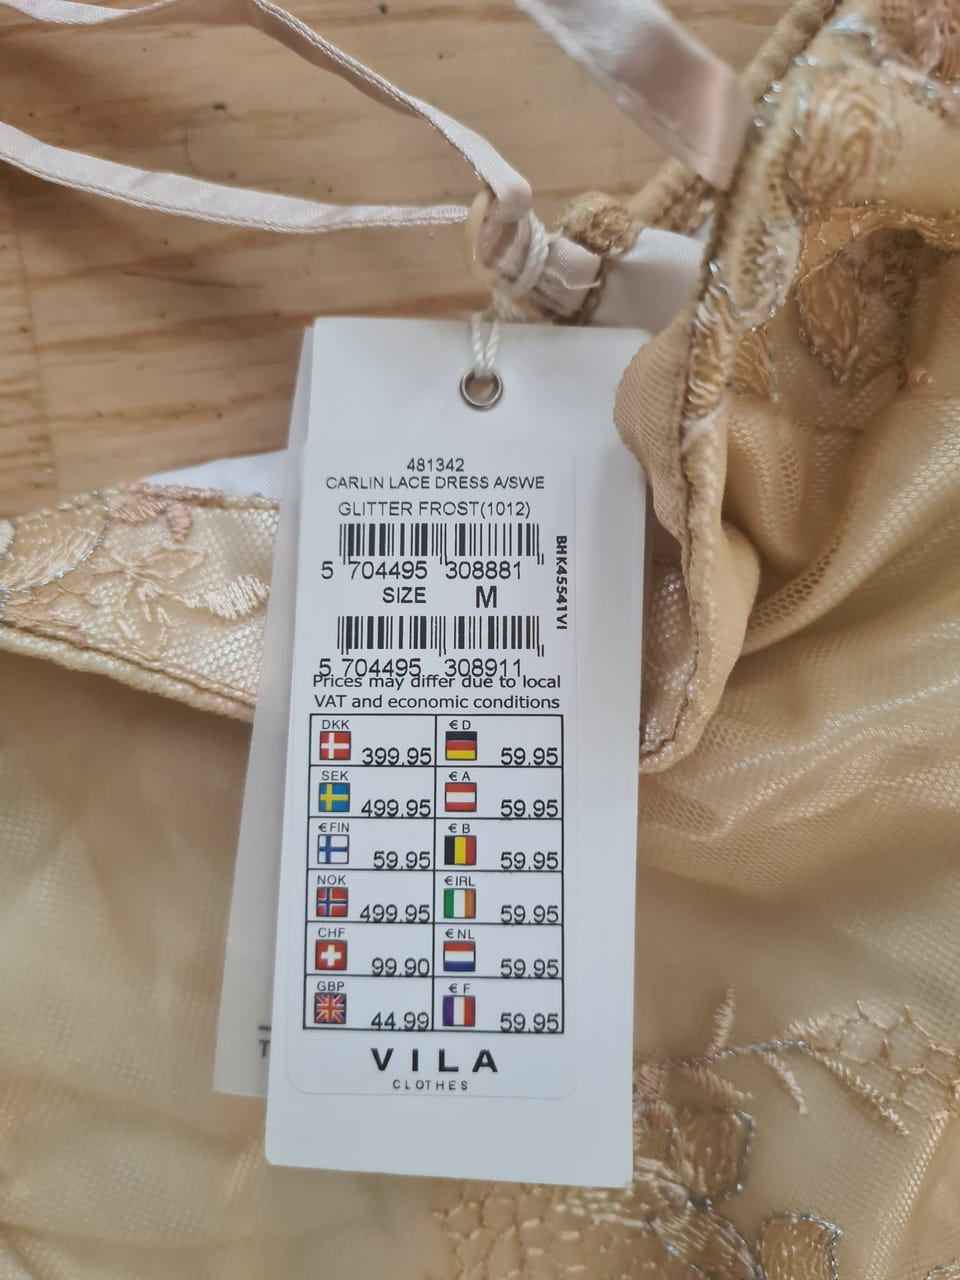 481342
CARLIN LACE DRESS A/SWE
GLITTER FROST(1012)
5 704495 308881
SIZE M
5 704495 308911
BHK45541VI
Prices may differ due to local
VAT and economic conditions
DKK 399.95 €D 59.95
SEK 499.95 €A 59.95
€FIN 59.95 €B 59.95
NOK 499.95 €IRL 59.95
CHF 99.90 €NL 59.95
GBP 44.99 €F 59.95
VILA
CLOTHES